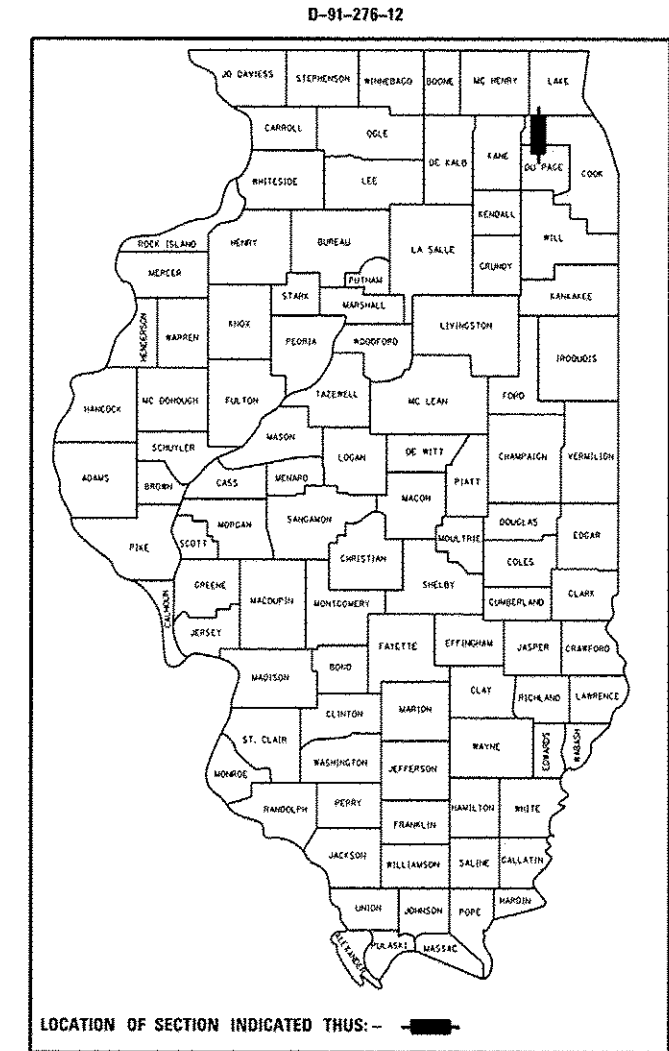 D-91-276-12
JO DAVIESS STEPHENSON WINNEBAGO BOONE MC HENRY LAKE
CARROLL OGLE DE KALB KANE DU PAGE COOK
WHITESIDE LEE
KENDALL WILL
ROCK ISLAND HENRY BUREAU LA SALLE GRUNDY
MERCER PUTNAM KANKAKEE
STARK MARSHALL
HENDERSON WARREN KNOX PEORIA WOODFORD LIVINGSTON IROQUOIS
HANCOCK MC DONOUGH FULTON TAZEWELL MC LEAN FORD
MASON
SCHUYLER LOGAN DE WITT CHAMPAIGN VERMILION
ADAMS BROWN CASS MENARD MACON PIATT
MORGAN SANGAMON DOUGLAS EDGAR
PIKE SCOTT CHRISTIAN MOULTRIE COLES
GREENE MACOUPIN MONTGOMERY SHELBY CUMBERLAND CLARK
CALHOUN JERSEY
FAYETTE EFFINGHAM JASPER CRAWFORD
MADISON BOND CLAY RICHLAND LAWRENCE
CLINTON MARION
ST. CLAIR WAYNE EDWARDS WABASH
WASHINGTON JEFFERSON
MONROE
RANDOLPH PERRY HAMILTON WHITE
FRANKLIN
JACKSON WILLIAMSON SALINE GALLATIN
UNION JOHNSON POPE HARDIN
ALEXANDER PULASKI MASSAC
LOCATION OF SECTION INDICATED THUS: -